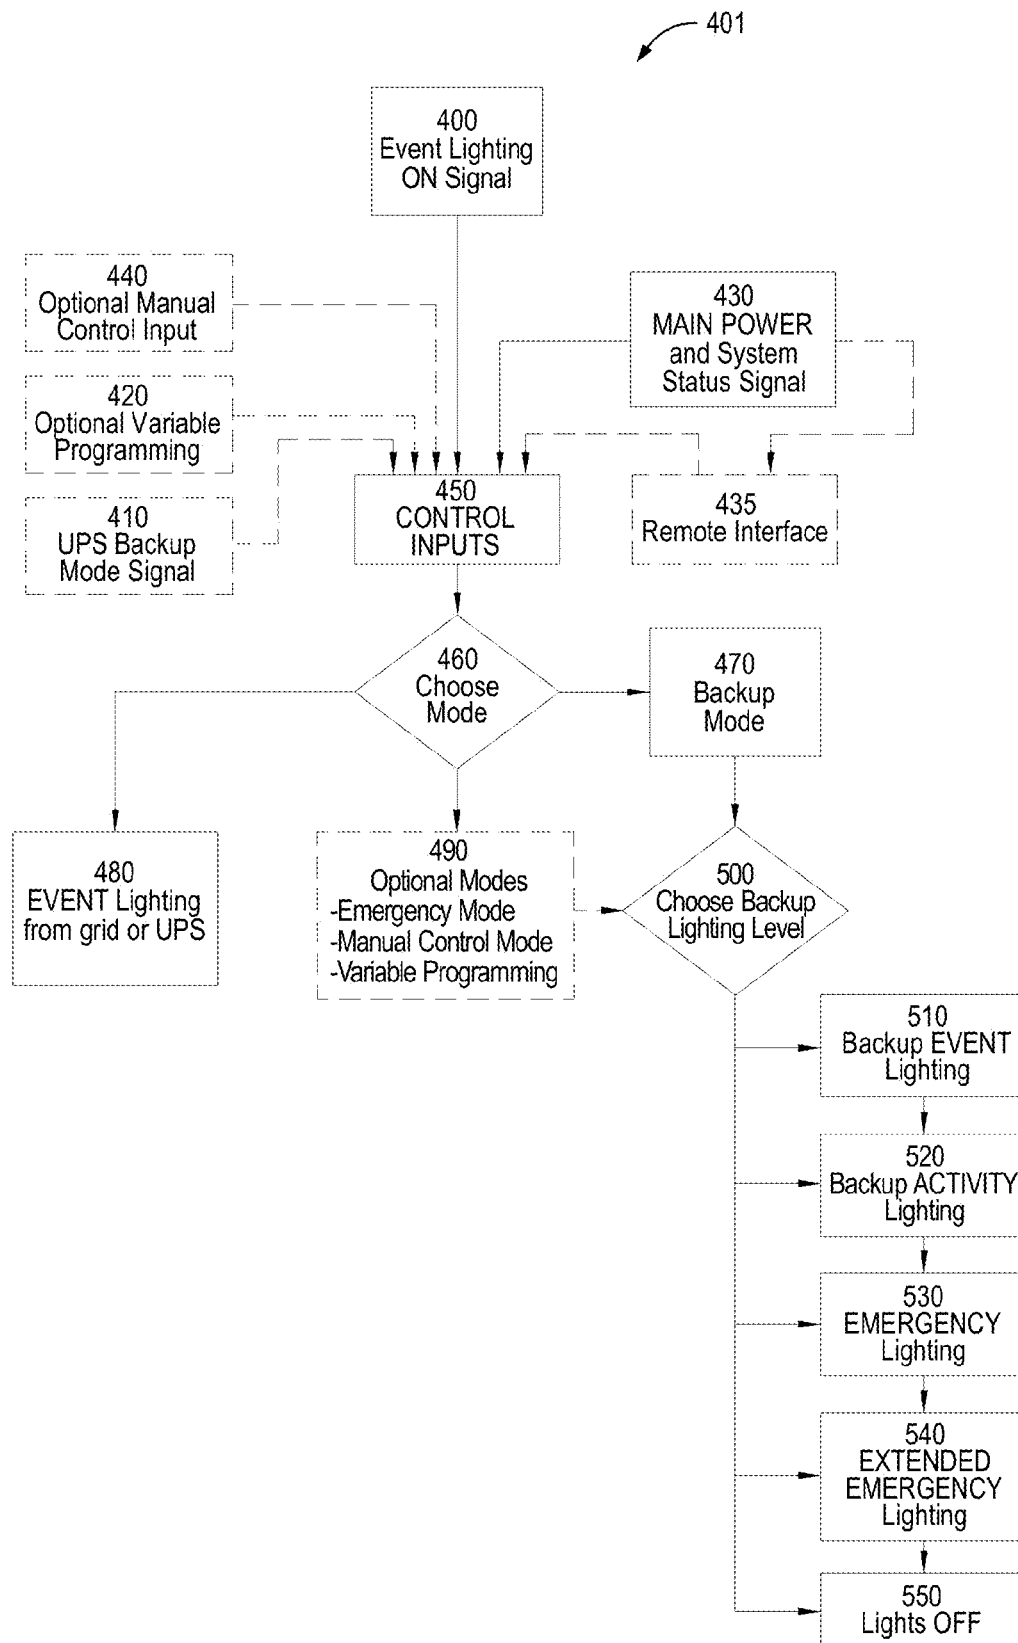 401
400
Event Lighting
ON Signal
440
Optional Manual
Control Input
430
MAIN POWER
and System
Status Signal
420
Optional Variable
Programming
410
UPS Backup
Mode Signal
450
CONTROL
INPUTS
435
Remote Interface
460
Choose
Mode
470
Backup
Mode
480
EVENT Lighting
from grid or UPS
490
Optional Modes
-Emergency Mode
-Manual Control Mode
-Variable Programming
500
Choose Backup
Lighting Level
510
Backup EVENT
Lighting
520
Backup ACTIVITY
Lighting
530
EMERGENCY
Lighting
540
EXTENDED
EMERGENCY
Lighting
550
Lights OFF